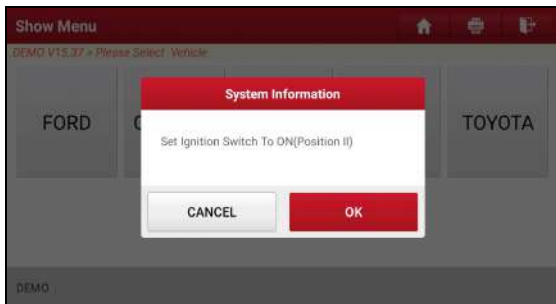 Show Menu
DEMO V15.37 > Please Select Vehicle
System Information
FORD
TOYOTA
Set Ignition Switch To ON(Position II)
CANCEL
OK
DEMO